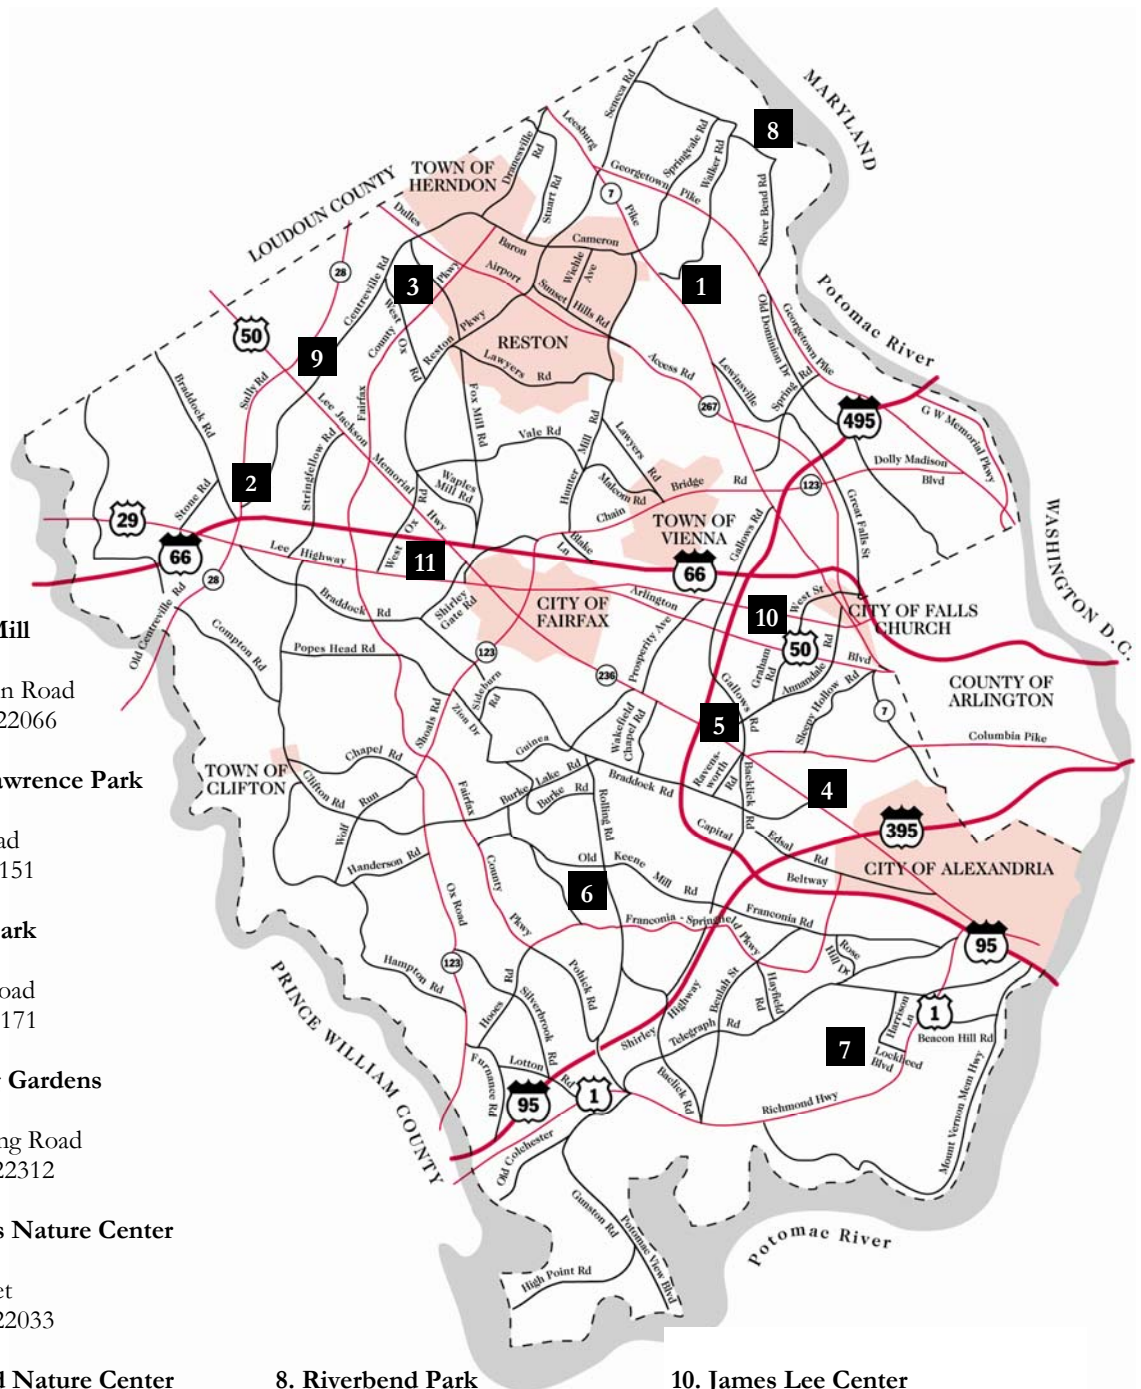 MARYLAND
8
TOWN OF
HERNDON
LOUDOUN COUNTY
Dranesville
Rd
Stuart Rd
Leesburg
Pike
7
Seneca Rd
Georgetown
Pike
Springvale Rd
Walker Rd
River Bend Rd
Dulles
Airport
Access Rd
267
Baron
Cameron
Wiehle
Ave
Sunset
Hills Rd
1
3
28
50
Centreville Rd
West
Ox
Rd
County
Pkwy
Fairfax
Reston
Pkwy
RESTON
Lawyers
Rd
Old Dominion Dr
Georgetown Pike
Potomac River
Lewinsville
Spring Rd
9
Sully Rd
Braddock Rd
Lee Jackson
Memorial
Hwy
Fox Mill Rd
Vale Rd
Hunter
Mill
Rd
Lawyers
Rd
495
G W Memorial Pkwy
Dolly Madison
Blvd
123
WASHINGTON D.C.
Stringfellow Rd
2
Stone Rd
Waples
Mill Rd
West
Ox
Rd
Malcom Rd
Chain
Bridge
Rd
TOWN OF
VIENNA
Great Falls St
Gallows Rd
29
66
28
Lee
Highway
11
Blake
Ln
66
Arlington
Blvd
West St
10
CITY OF FALLS
CHURCH
Braddock
Rd
Shirley
Gate Rd
CITY OF
FAIRFAX
50
Graham
Rd
Annandale
Rd
Old Centreville Rd
Compton Rd
Popes Head Rd
123
Sideburn
Rd
Zion Dr
236
Prosperity Ave
Sleepy Hollow
Rd
7
COUNTY OF
ARLINGTON
Mill
n Road
22066
Gallows
Rd
5
Wakefield
Chapel Rd
Guinea
Shoals Rd
Columbia Pike
Ravens-
worth
Rd
Backlick
Rd
TOWN OF
CLIFTON
Chapel
Rd
Clifton Rd
Run
Wolf
Fairfax
County
Pkwy
Burke
Lake
Rd
Burke
Rd
Rolling Rd
Braddock Rd
4
awrence Park
ad
151
395
CITY OF ALEXANDRIA
Capital
Beltway
Edsal
Rd
Handerson Rd
Old
Keene
Mill
Rd
6
Ox Road
Franconia - Springfield
Pkwy
Franconia Rd
95
ark
oad
171
Rose
Hill Dr
Hayfield
Rd
Beulah St
123
Hampton Rd
PRINCE WILLIAM COUNTY
Hooes
Rd
Silverbrook
Rd
Pohick Rd
Shirley
Highway
Telegraph
Rd
Harrison
Ln
1
Beacon Hill Rd
7
Lockheed
Blvd
Gardens
ng Road
22312
Furnance Rd
Lorton
Rd
95
1
Backlick Rd
Richmond Hwy
Mount Vernon Mem Hwy
Old Colchester
s Nature Center
et
22033
Gunston Rd
Potomac View Blvd
High Point Rd
Potomac River
d Nature Center
8. Riverbend Park
10. James Lee Center